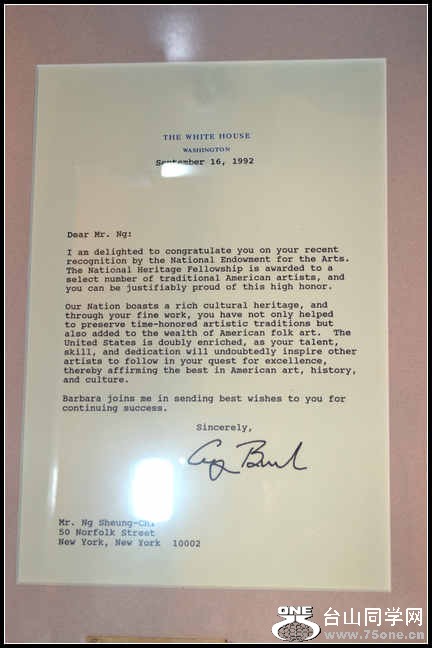 THE WHITE HOUSE
WASHINGTON
September 16, 1992
Dear Mr. Ng:
I am delighted to congratulate you on your recent
recognition by the National Endowment for the Arts.
The National Heritage Fellowship is awarded to a
select number of traditional American artists, and
you can be justifiably proud of this high honor.
Our Nation boasts a rich cultural heritage, and
through your fine work, you have not only helped
to preserve time-honored artistic traditions but
also added to the wealth of American folk art.  The
United States is doubly enriched, as your talent,
skill, and dedication will undoubtedly inspire other
artists to follow in your quest for excellence,
thereby affirming the best in American art, history,
and culture.
Barbara joins me in sending best wishes to you for
continuing success.
Sincerely,
Mr. Ng Sheung-Chi
50 Norfolk Street
New York, New York  10002
ONE
台山同学网
www.75one.cn